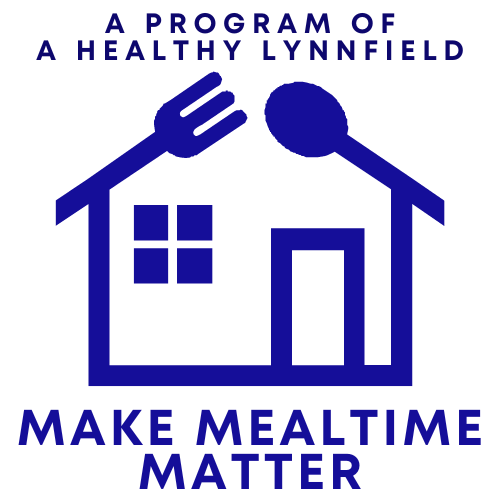 A PROGRAM OF
A HEALTHY LYNNFIELD
MAKE MEALTIME
MATTER